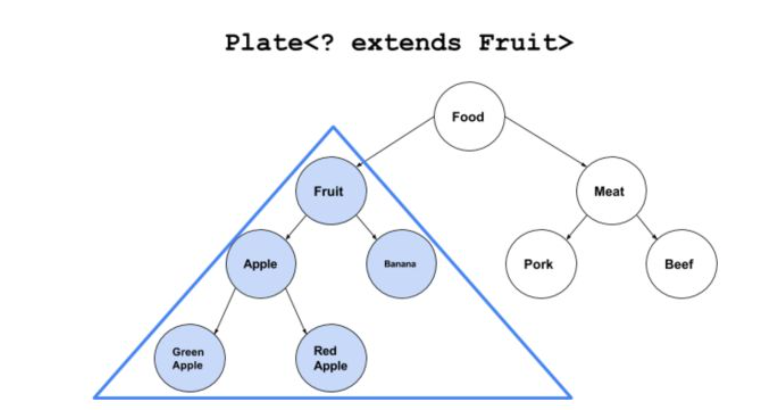 Plate<? extends Fruit>
Food
Fruit
Meat
Apple
Banana
Pork
Beef
Green
Apple
Red
Apple